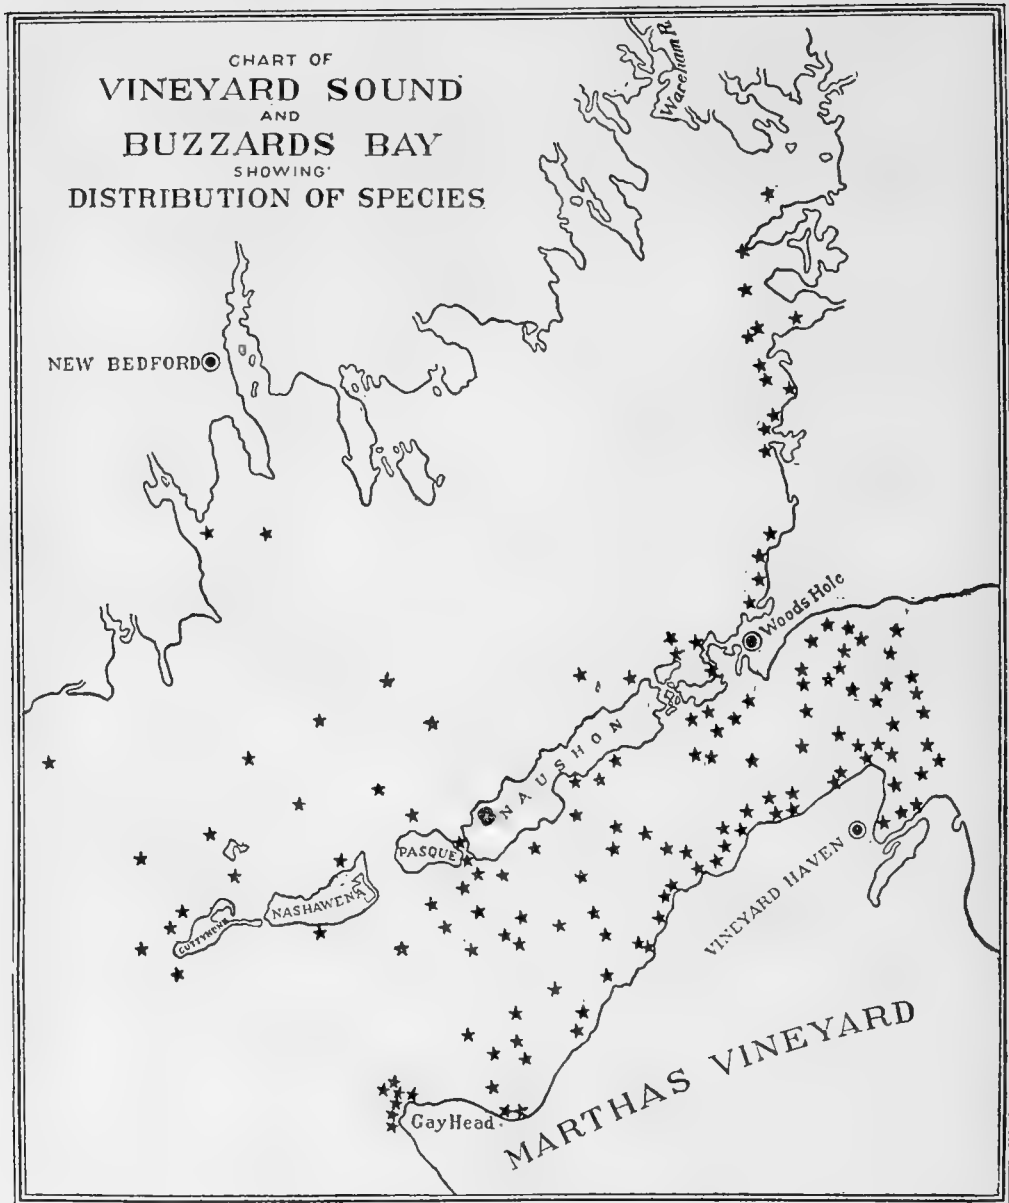 CHART OF
VINEYARD SOUND
AND
BUZZARDS BAY
SHOWING
DISTRIBUTION OF SPECIES
Wareham R.
NEW BEDFORD
Woods Hole
NAUSHON
PASQUE
NASHAWENA
CUTTYHUNK
VINEYARD HAVEN
MARTHAS VINEYARD
Gay Head